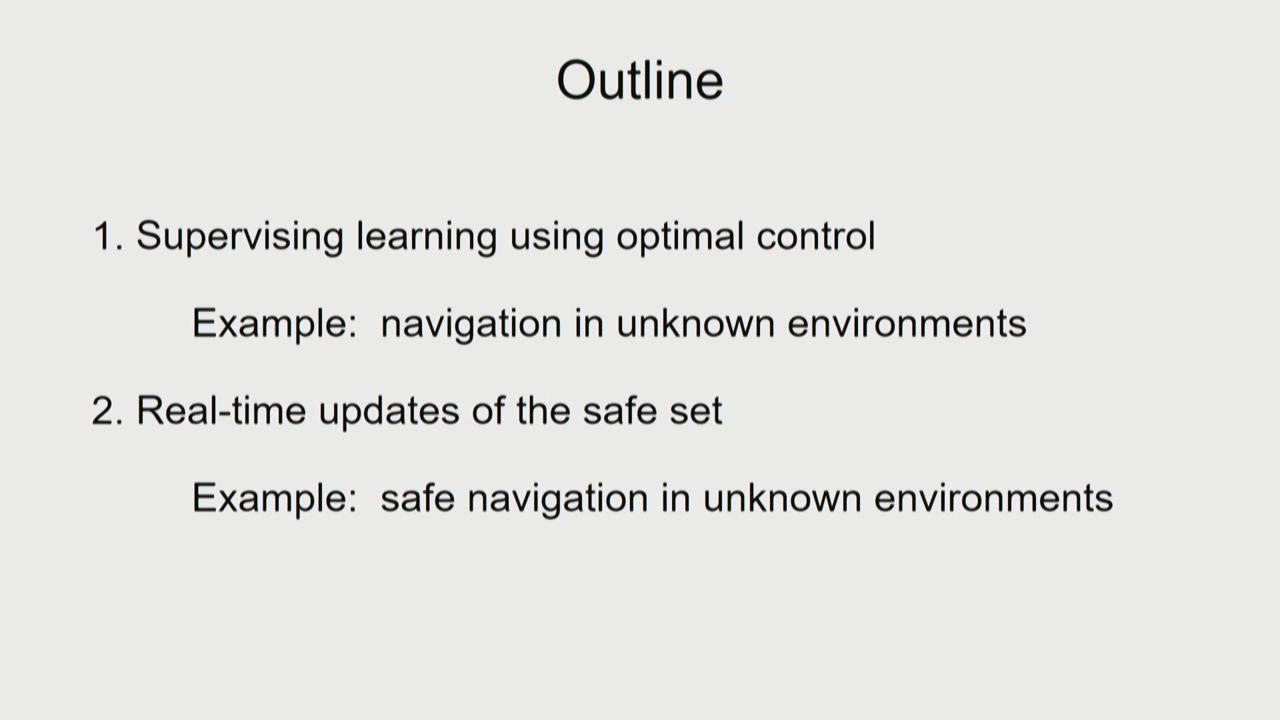 Outline
1. Supervising learning using optimal control
Example: navigation in unknown environments
2. Real-time updates of the safe set
Example: safe navigation in unknown environments